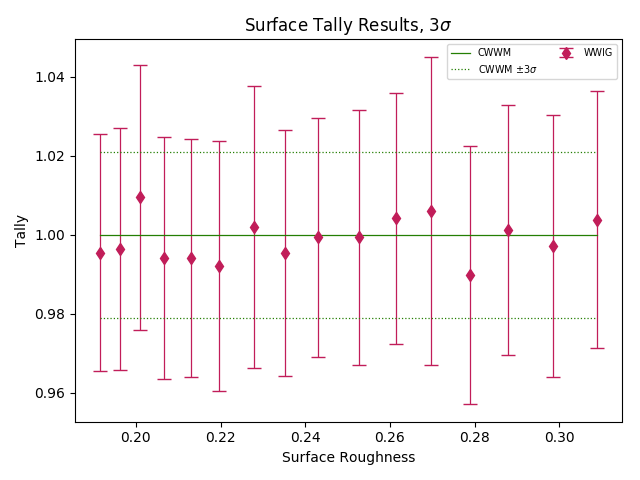 Surface Tally Results, 3σ
CWWM
CWWM ±3σ
WWIG
1.04
1.02
1.00
0.98
0.96
Tally
0.20 0.22 0.24 0.26 0.28 0.30
Surface Roughness